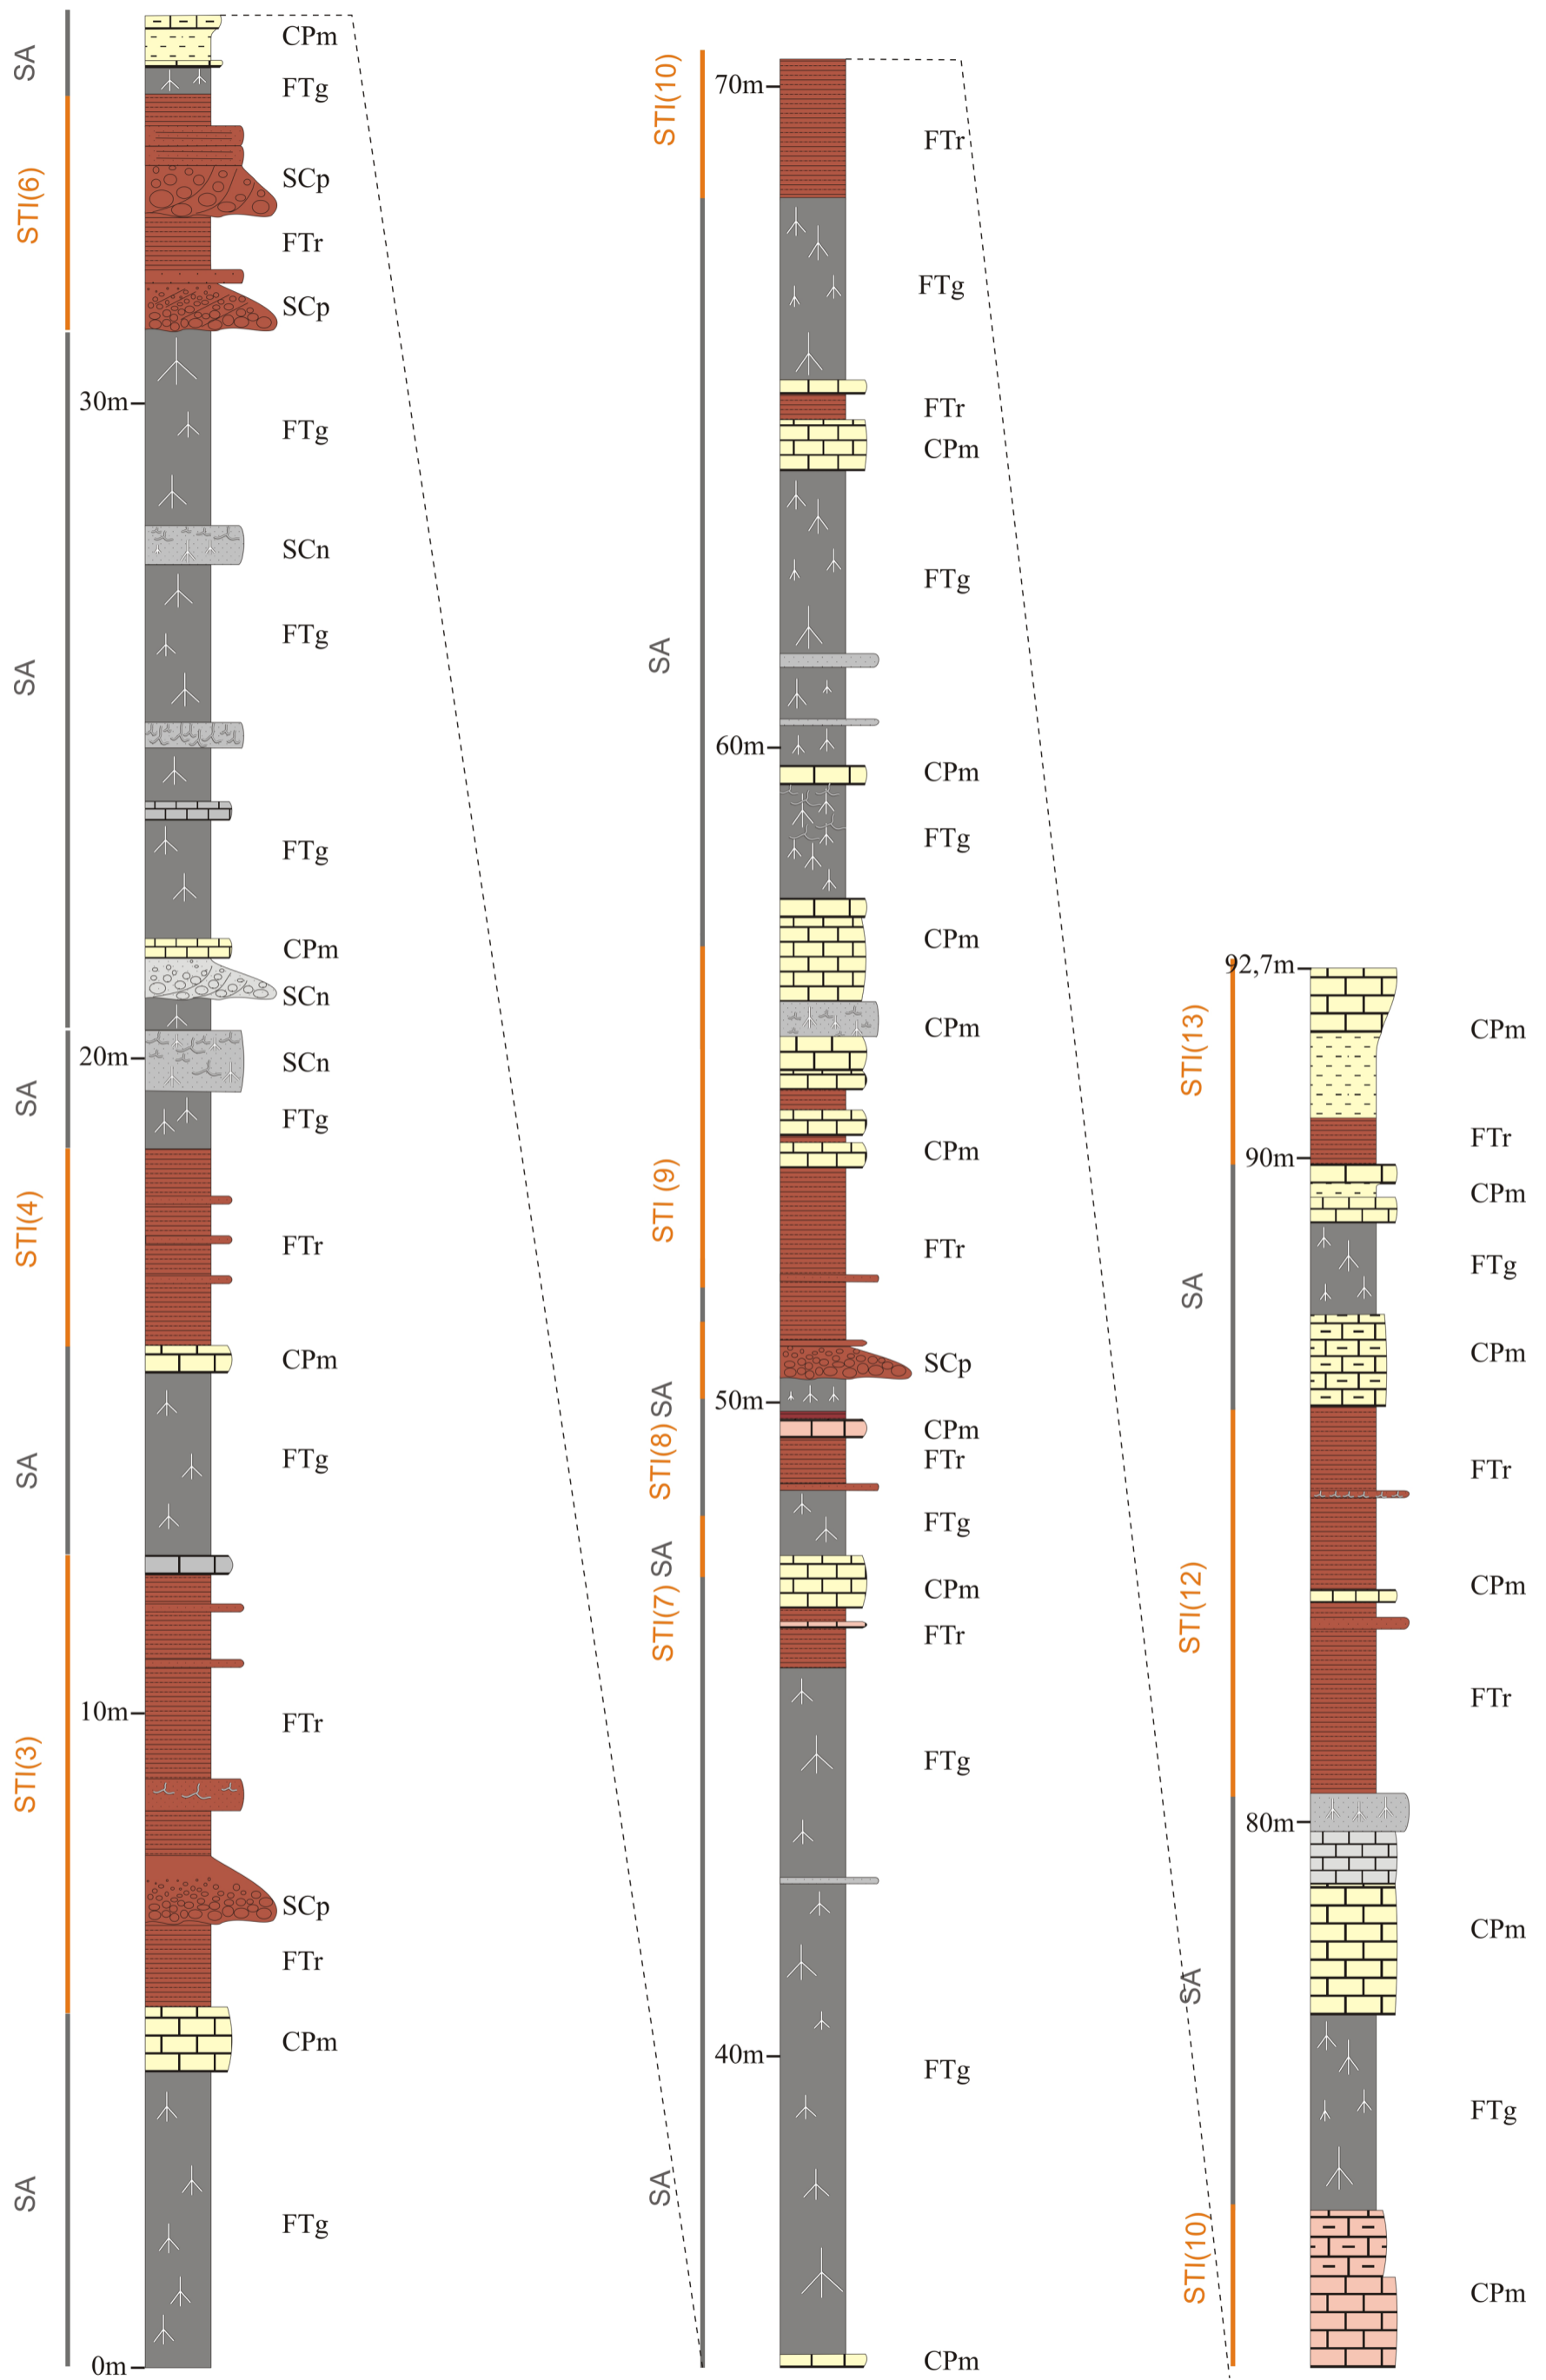 SA
CPm
FTg
STI(6)
SCp
FTr
SCp
30m
FTg
SCn
FTg
SA
FTg
CPm
SCn
20m
SCn
SA
FTg
STI(4)
FTr
CPm
SA
FTg
10m
FTr
STI(3)
SCp
FTr
CPm
SA
FTg
0m
STI(10)
70m
FTr
FTg
FTr
CPm
FTg
SA
60m
CPm
FTg
CPm
CPm
CPm
STI (9)
FTr
SCp
SA
50m
CPm
STI(8)
FTr
FTg
SA
CPm
STI(7)
FTr
FTg
40m
FTg
SA
CPm
92,7m
CPm
STI(13)
FTr
90m
CPm
FTg
SA
CPm
FTr
CPm
STI(12)
FTr
80m
CPm
SA
FTg
STI(10)
CPm